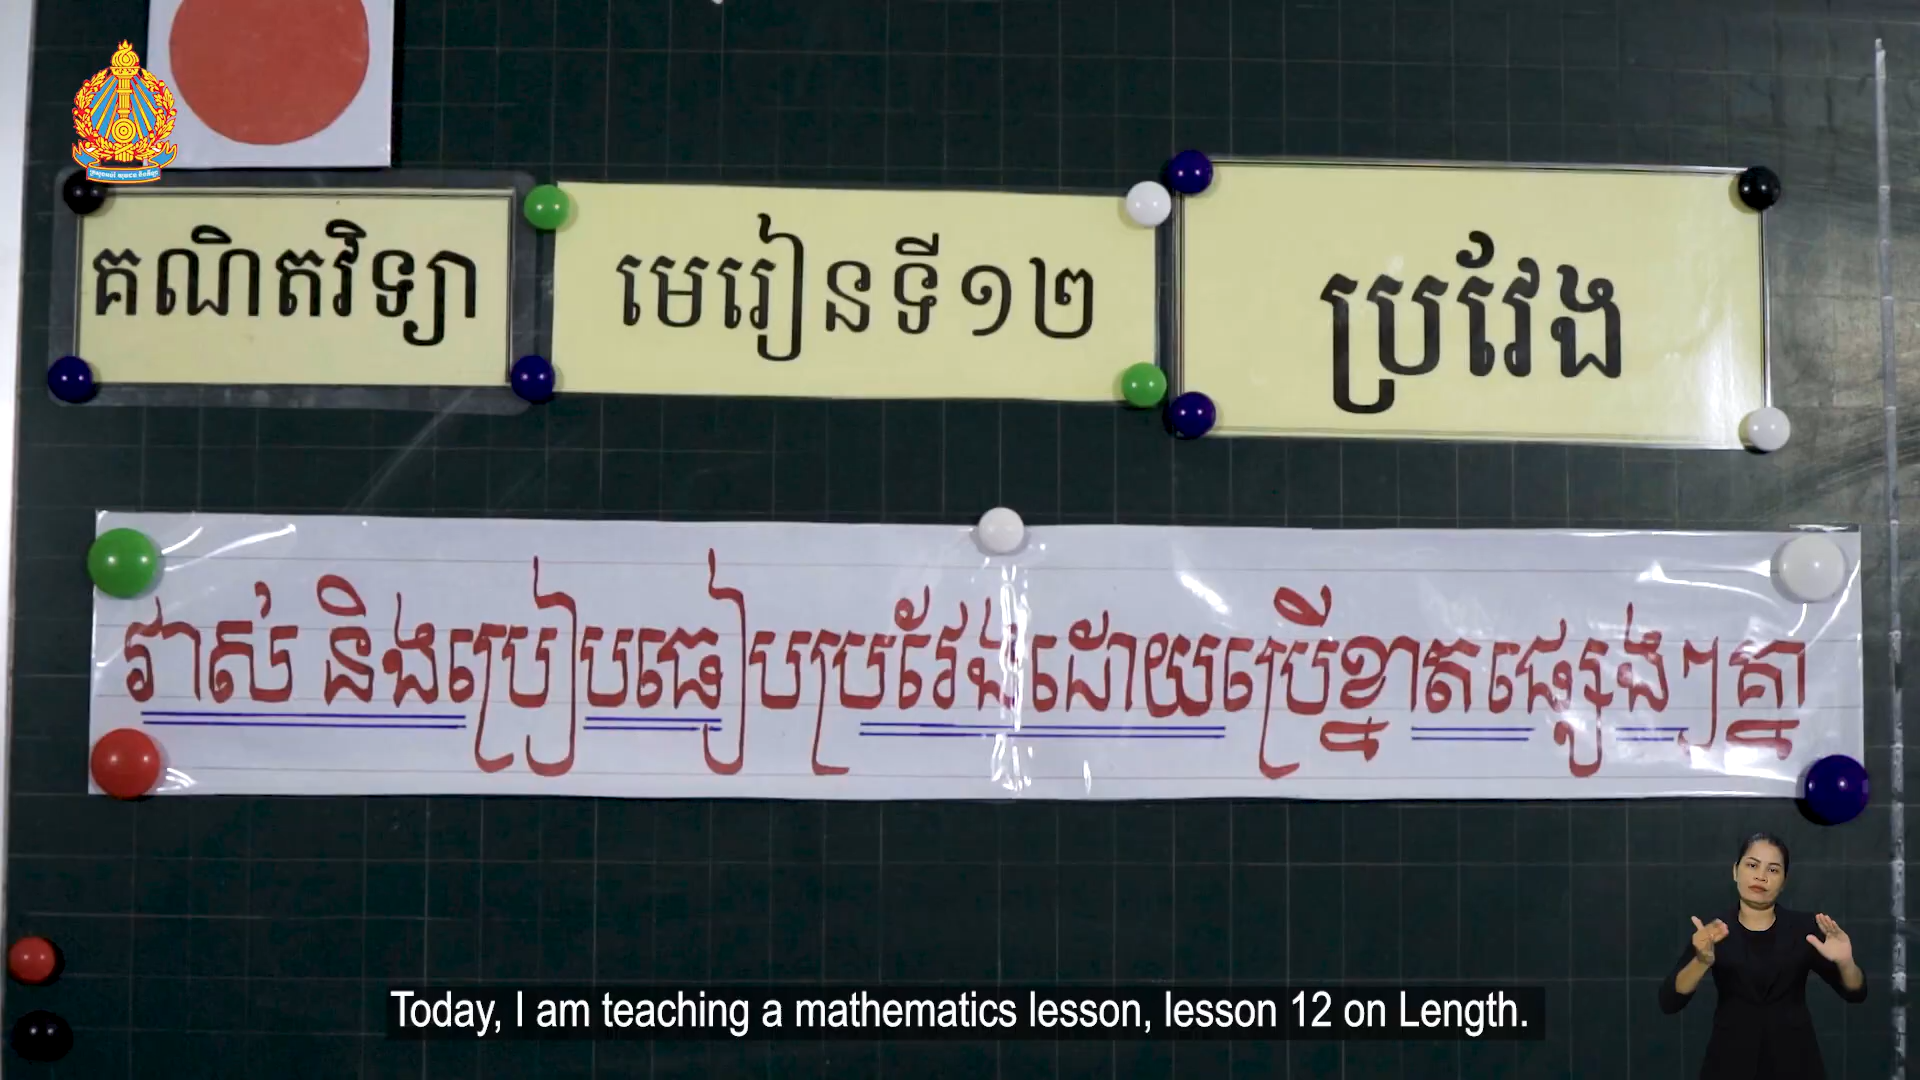 គណិតវិទ្យា
មេរៀនទី១២
ប្រវែង
វាស់ និងប្រៀបធៀបប្រវែងដោយប្រើខ្នាតផ្សេងៗគ្នា
Today, I am teaching a mathematics lesson, lesson 12 on Length.